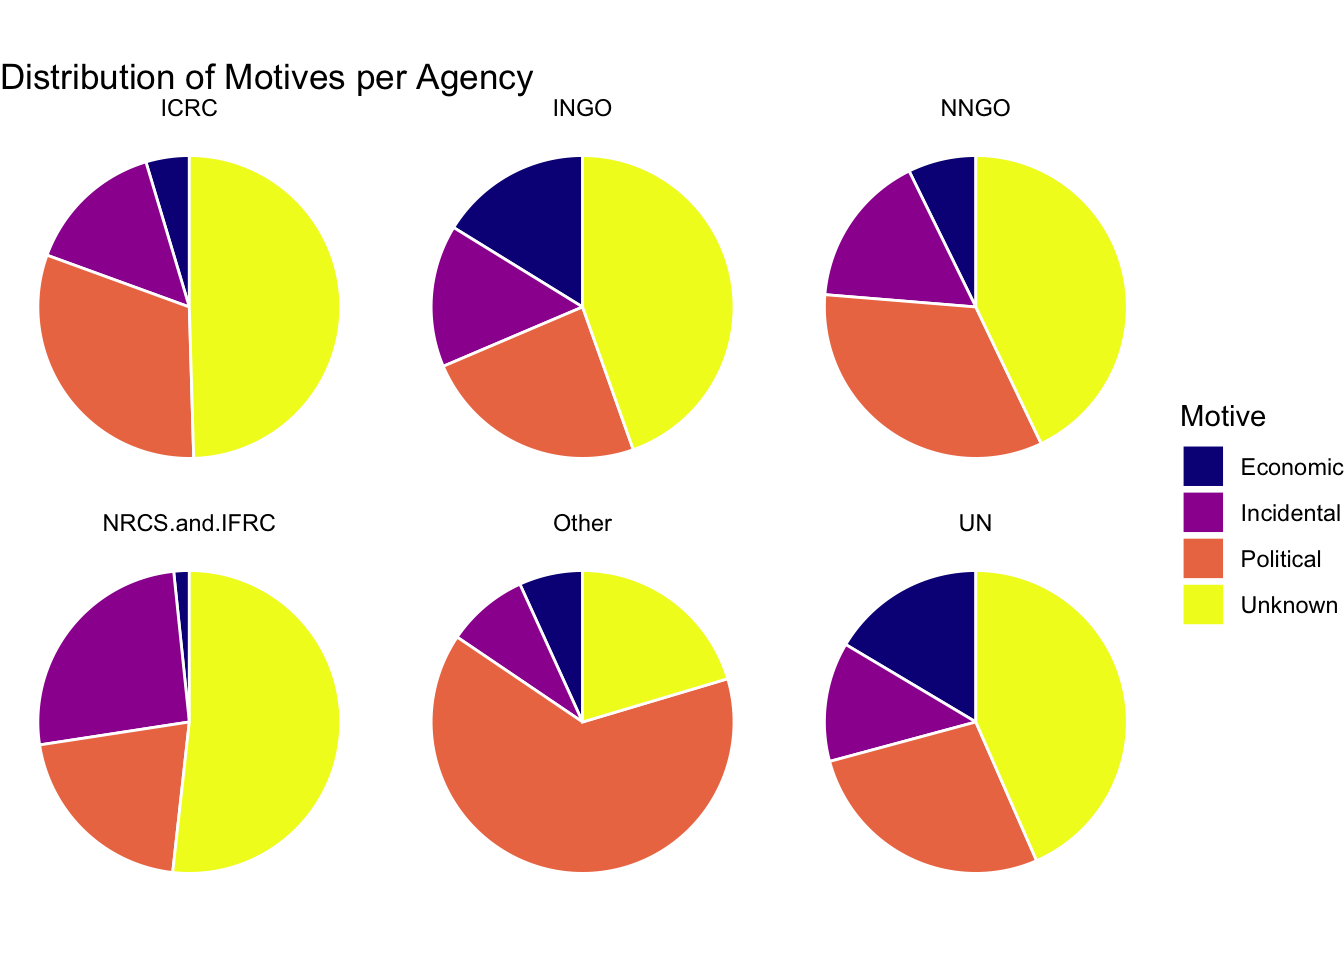 Distribution of Motives per Agency
ICRC
INGO
NNGO
NRCS.and.IFRC
Other
UN
Motive
Economic
Incidental
Political
Unknown